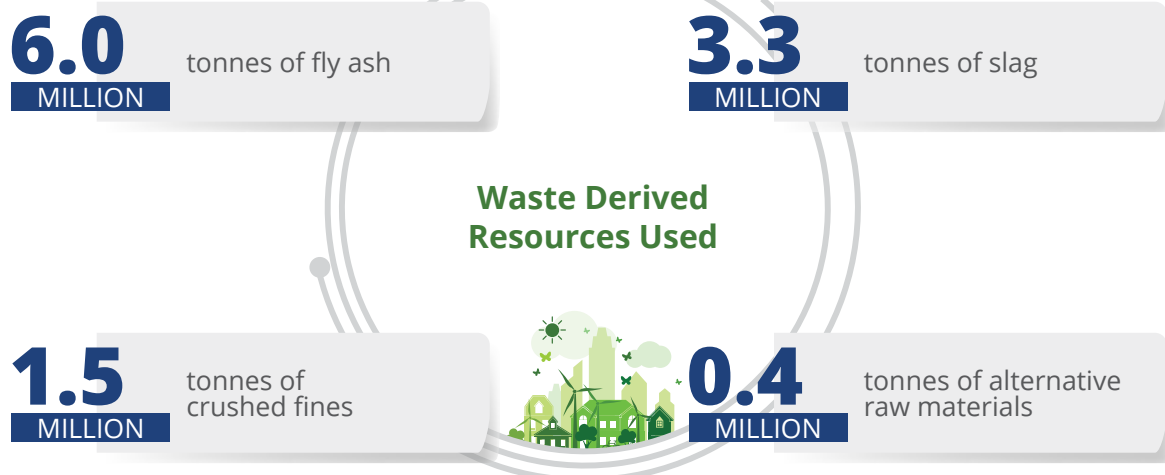 6.0
MILLION
tonnes of fly ash
3.3
MILLION
tonnes of slag
Waste Derived
Resources Used
1.5
MILLION
tonnes of
crushed fines
0.4
MILLION
tonnes of alternative
raw materials